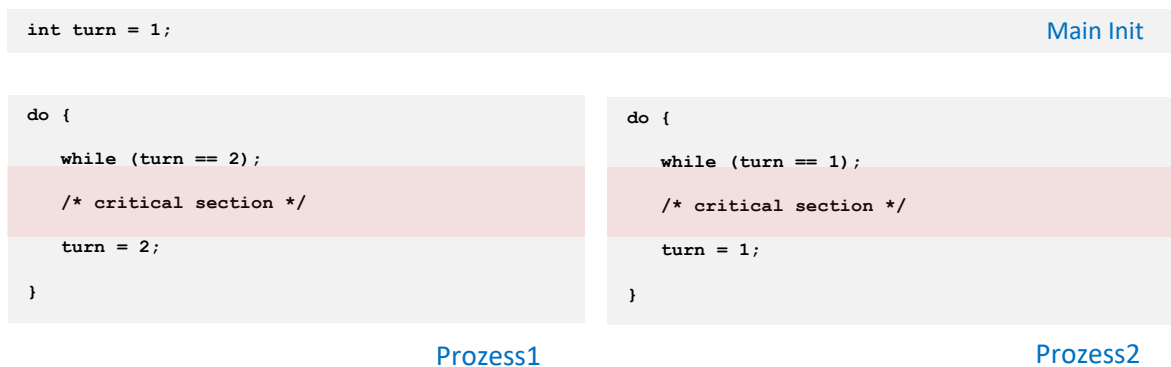 int turn = 1;
Main Init
do {
while (turn == 2);
/* critical section */
turn = 2;
}
Prozess1
do {
while (turn == 1);
/* critical section */
turn = 1;
}
Prozess2